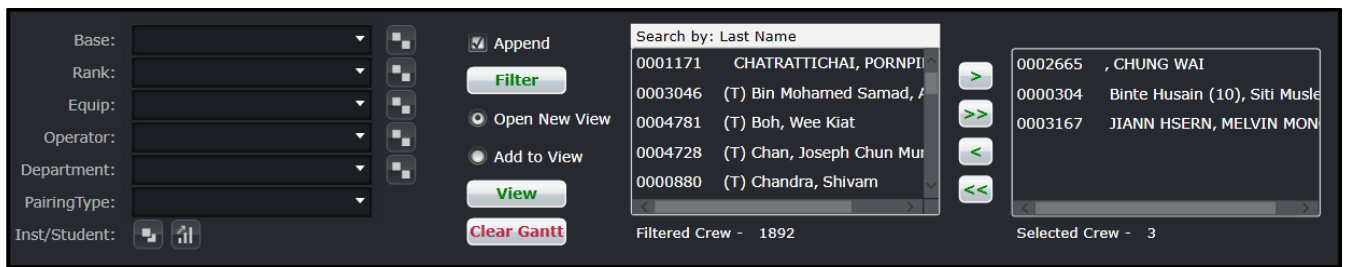 Base:
Rank:
Equip:
Operator:
Department:
PairingType:
Inst/Student:
Append
Filter
Open New View
Add to View
View
Clear Gantt
Search by: Last Name
0001171 CHATRATTICHAI, PORNPI
0003046 (T) Bin Mohamed Samad, A
0004781 (T) Boh, Wee Kiat
0004728 (T) Chan, Joseph Chun Mur
0000880 (T) Chandra, Shivam
Filtered Crew - 1892
>
>>
<
<<
0002665 , CHUNG WAI
0000304 Binte Husain (10), Siti Musle
0003167 JIANN HSERN, MELVIN MON
Selected Crew - 3